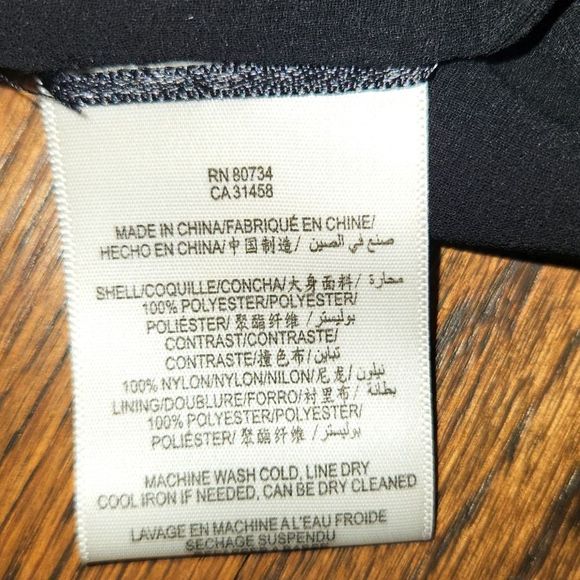 RN 80734
CA 31458
MADE IN CHINA/FABRIQUÉ EN CHINE/
HECHO EN CHINA/中国制造/ صنع في الصين
SHELL/COQUILLE/CONCHA/大身面料/ محارة
100% POLYESTER/POLYESTER/
POLIÉSTER/聚酯纤维/ بوليستر
CONTRAST/CONTRASTE/
CONTRASTE/撞色布/ تباين
100% NYLON/NYLON/NILON/尼龙/ نيلون
LINING/DOUBLURE/FORRO/衬里布/ بطانة
100% POLYESTER/POLYESTER/
POLIÉSTER/聚酯纤维/ بوليستر
MACHINE WASH COLD, LINE DRY
COOL IRON IF NEEDED, CAN BE DRY CLEANED
LAVAGE EN MACHINE A L'EAU FROIDE
SECHAGE SUSPENDU